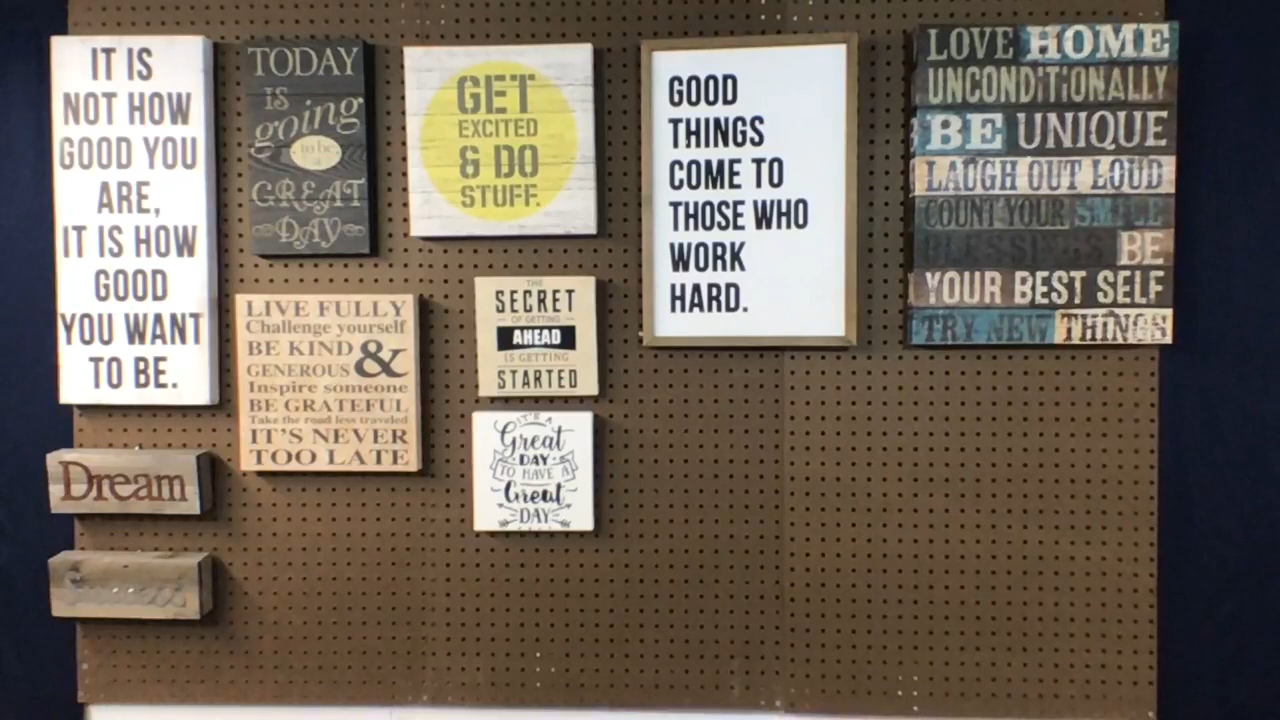 IT IS
NOT HOW
GOOD YOU
ARE,
IT IS HOW
GOOD
YOU WANT
TO BE.
TODAY
IS
going
to be
a
GREAT
DAY
GET
EXCITED
& DO
STUFF.
GOOD
THINGS
COME TO
THOSE WHO
WORK
HARD.
LOVE HOME
UNCONDITIONALLY
BE UNIQUE
LAUGH OUT LOUD
COUNT YOUR SMILE
BLESSINGS BE
YOUR BEST SELF
TRY NEW THINGS
LIVE FULLY
Challenge yourself
BE KIND &
GENEROUS
Inspire someone
BE GRATEFUL
Take the road less traveled
IT'S NEVER
TOO LATE
THE
SECRET
OF GETTING
AHEAD
IS GETTING
STARTED
IT'S A
Great
DAY
TO HAVE A
Great
DAY
Dream